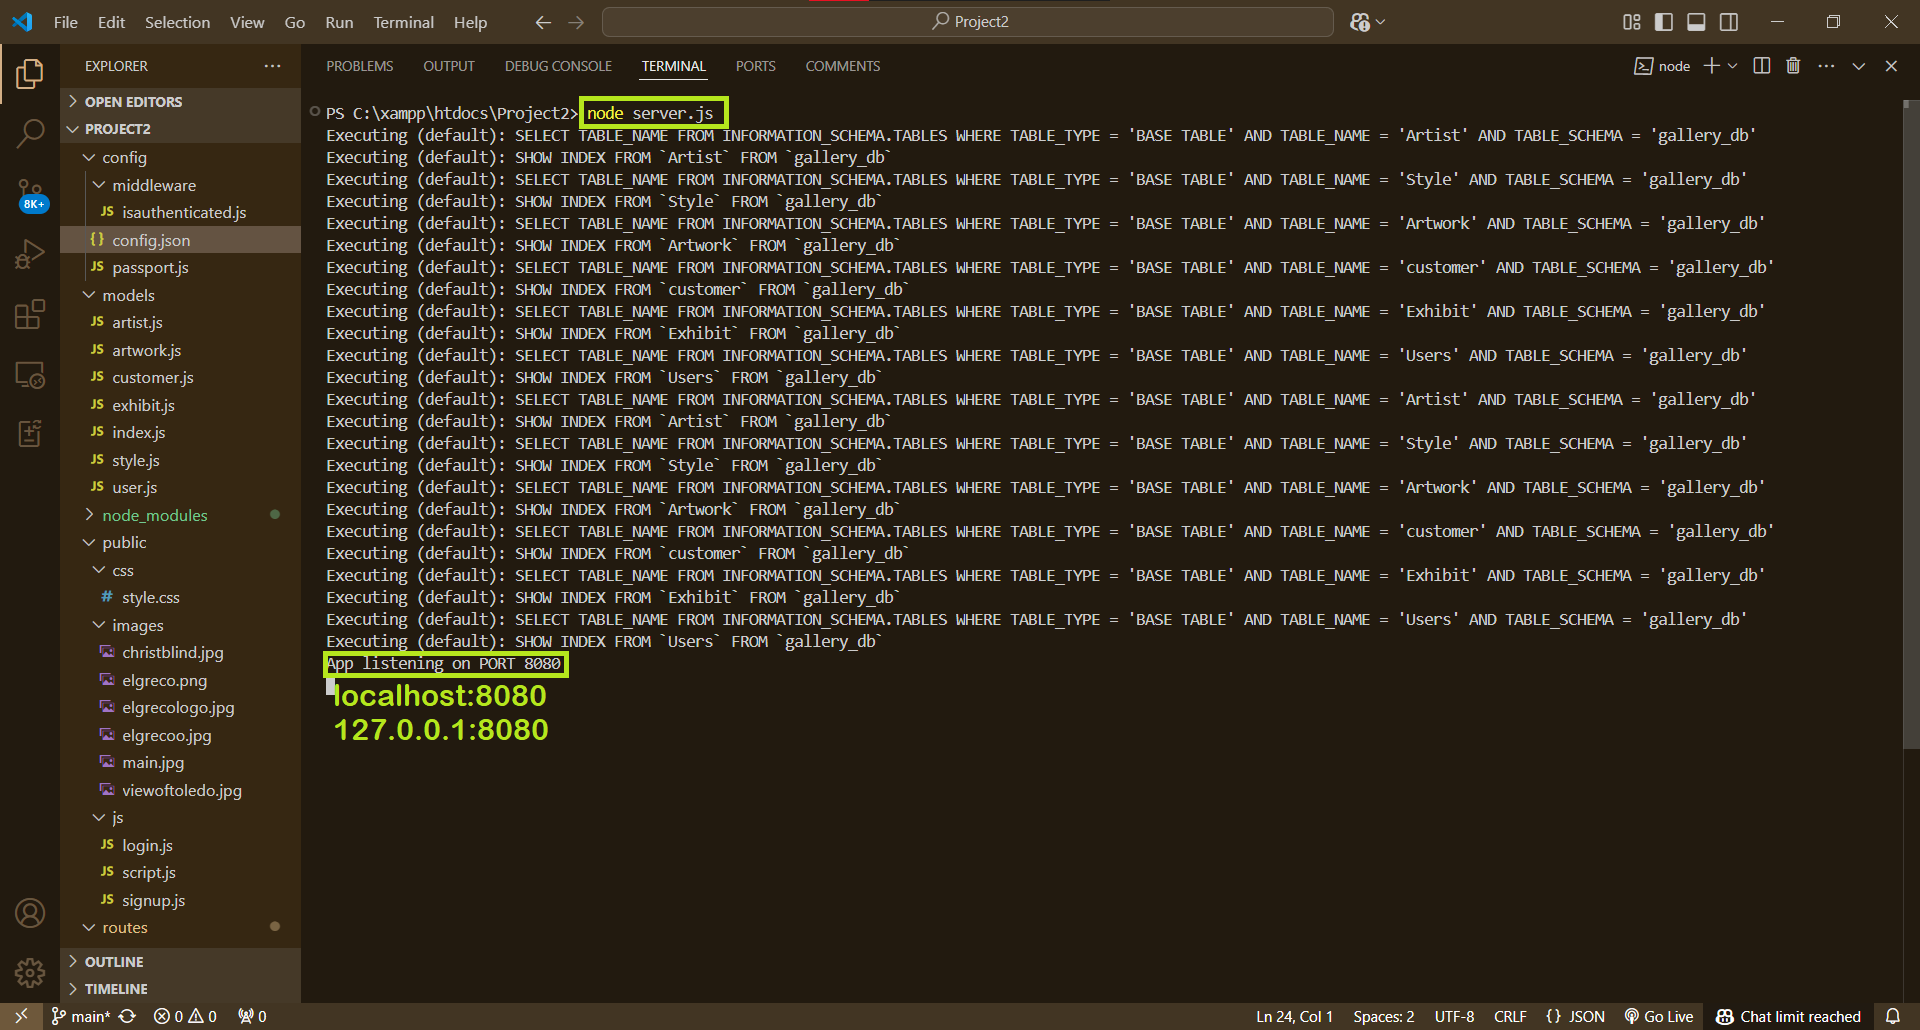 File Edit Selection View Go Run Terminal Help
Project2
EXPLORER
OPEN EDITORS
PROJECT2
config
middleware
JS isauthenticated.js
{ } config.json
JS passport.js
models
JS artist.js
JS artwork.js
JS customer.js
JS exhibit.js
JS index.js
JS style.js
JS user.js
node_modules
public
css
# style.css
images
christblind.jpg
elgreco.png
elgrecologo.jpg
elgrecoo.jpg
main.jpg
viewoftoledo.jpg
js
JS login.js
JS script.js
JS signup.js
routes
OUTLINE
TIMELINE
8K+
PROBLEMS OUTPUT DEBUG CONSOLE TERMINAL PORTS COMMENTS
node
PS C:\xampp\htdocs\Project2> node server.js
Executing (default): SELECT TABLE_NAME FROM INFORMATION_SCHEMA.TABLES WHERE TABLE_TYPE = 'BASE TABLE' AND TABLE_NAME = 'Artist' AND TABLE_SCHEMA = 'gallery_db'
Executing (default): SHOW INDEX FROM `Artist` FROM `gallery_db`
Executing (default): SELECT TABLE_NAME FROM INFORMATION_SCHEMA.TABLES WHERE TABLE_TYPE = 'BASE TABLE' AND TABLE_NAME = 'Style' AND TABLE_SCHEMA = 'gallery_db'
Executing (default): SHOW INDEX FROM `Style` FROM `gallery_db`
Executing (default): SELECT TABLE_NAME FROM INFORMATION_SCHEMA.TABLES WHERE TABLE_TYPE = 'BASE TABLE' AND TABLE_NAME = 'Artwork' AND TABLE_SCHEMA = 'gallery_db'
Executing (default): SHOW INDEX FROM `Artwork` FROM `gallery_db`
Executing (default): SELECT TABLE_NAME FROM INFORMATION_SCHEMA.TABLES WHERE TABLE_TYPE = 'BASE TABLE' AND TABLE_NAME = 'customer' AND TABLE_SCHEMA = 'gallery_db'
Executing (default): SHOW INDEX FROM `customer` FROM `gallery_db`
Executing (default): SELECT TABLE_NAME FROM INFORMATION_SCHEMA.TABLES WHERE TABLE_TYPE = 'BASE TABLE' AND TABLE_NAME = 'Exhibit' AND TABLE_SCHEMA = 'gallery_db'
Executing (default): SHOW INDEX FROM `Exhibit` FROM `gallery_db`
Executing (default): SELECT TABLE_NAME FROM INFORMATION_SCHEMA.TABLES WHERE TABLE_TYPE = 'BASE TABLE' AND TABLE_NAME = 'Users' AND TABLE_SCHEMA = 'gallery_db'
Executing (default): SHOW INDEX FROM `Users` FROM `gallery_db`
Executing (default): SELECT TABLE_NAME FROM INFORMATION_SCHEMA.TABLES WHERE TABLE_TYPE = 'BASE TABLE' AND TABLE_NAME = 'Artist' AND TABLE_SCHEMA = 'gallery_db'
Executing (default): SHOW INDEX FROM `Artist` FROM `gallery_db`
Executing (default): SELECT TABLE_NAME FROM INFORMATION_SCHEMA.TABLES WHERE TABLE_TYPE = 'BASE TABLE' AND TABLE_NAME = 'Style' AND TABLE_SCHEMA = 'gallery_db'
Executing (default): SHOW INDEX FROM `Style` FROM `gallery_db`
Executing (default): SELECT TABLE_NAME FROM INFORMATION_SCHEMA.TABLES WHERE TABLE_TYPE = 'BASE TABLE' AND TABLE_NAME = 'Artwork' AND TABLE_SCHEMA = 'gallery_db'
Executing (default): SHOW INDEX FROM `Artwork` FROM `gallery_db`
Executing (default): SELECT TABLE_NAME FROM INFORMATION_SCHEMA.TABLES WHERE TABLE_TYPE = 'BASE TABLE' AND TABLE_NAME = 'customer' AND TABLE_SCHEMA = 'gallery_db'
Executing (default): SHOW INDEX FROM `customer` FROM `gallery_db`
Executing (default): SELECT TABLE_NAME FROM INFORMATION_SCHEMA.TABLES WHERE TABLE_TYPE = 'BASE TABLE' AND TABLE_NAME = 'Exhibit' AND TABLE_SCHEMA = 'gallery_db'
Executing (default): SHOW INDEX FROM `Exhibit` FROM `gallery_db`
Executing (default): SELECT TABLE_NAME FROM INFORMATION_SCHEMA.TABLES WHERE TABLE_TYPE = 'BASE TABLE' AND TABLE_NAME = 'Users' AND TABLE_SCHEMA = 'gallery_db'
Executing (default): SHOW INDEX FROM `Users` FROM `gallery_db`
App listening on PORT 8080
localhost:8080
127.0.0.1:8080
main* 0 0 0 Ln 24, Col 1 Spaces: 2 UTF-8 CRLF { } JSON Go Live Chat limit reached